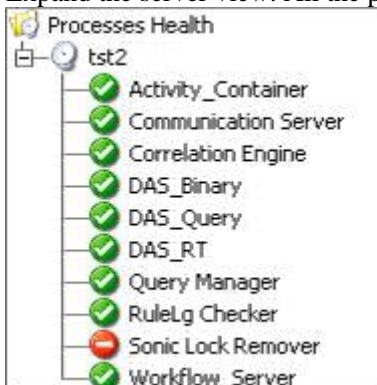 Processes Health
tst2
Activity_Container
Communication Server
Correlation Engine
DAS_Binary
DAS_Query
DAS_RT
Query Manager
RuleLg Checker
Sonic Lock Remover
Workflow_Server